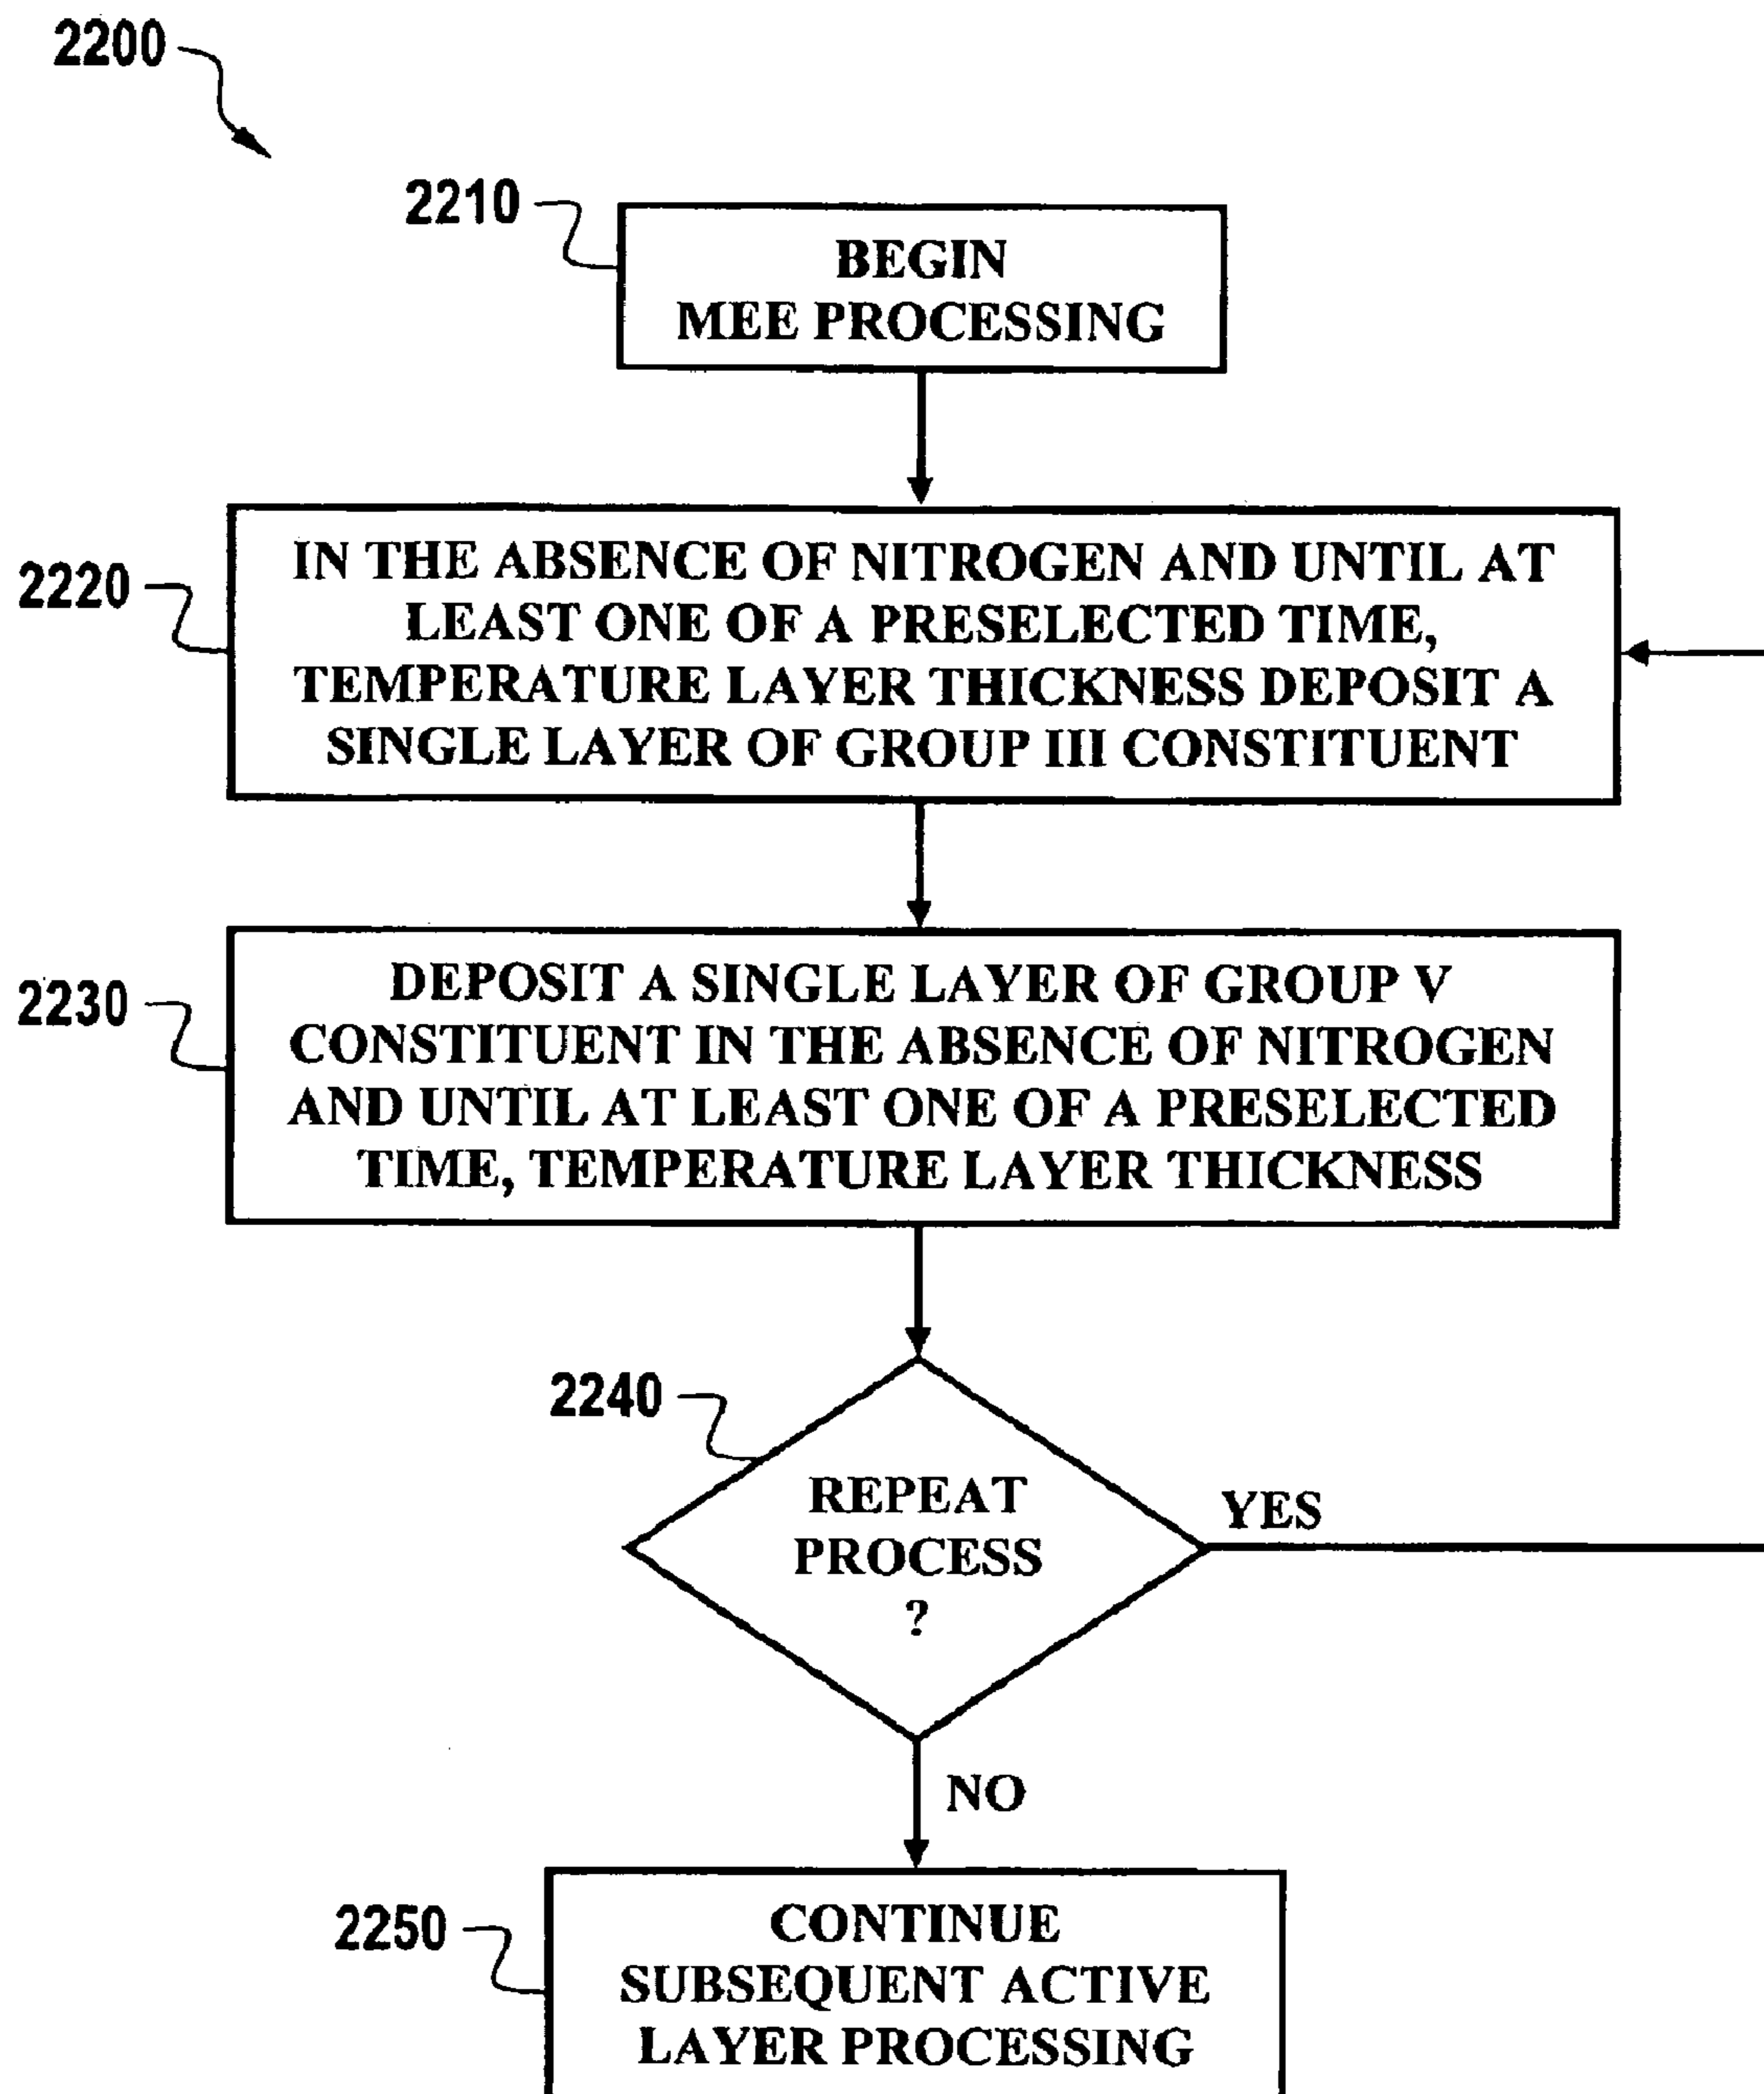 2200
2210
BEGIN
MEE PROCESSING
2220
IN THE ABSENCE OF NITROGEN AND UNTIL AT
LEAST ONE OF A PRESELECTED TIME,
TEMPERATURE LAYER THICKNESS DEPOSIT A
SINGLE LAYER OF GROUP III CONSTITUENT
2230
DEPOSIT A SINGLE LAYER OF GROUP V
CONSTITUENT IN THE ABSENCE OF NITROGEN
AND UNTIL AT LEAST ONE OF A PRESELECTED
TIME, TEMPERATURE LAYER THICKNESS
2240
REPEAT
PROCESS
?
YES
NO
2250
CONTINUE
SUBSEQUENT ACTIVE
LAYER PROCESSING